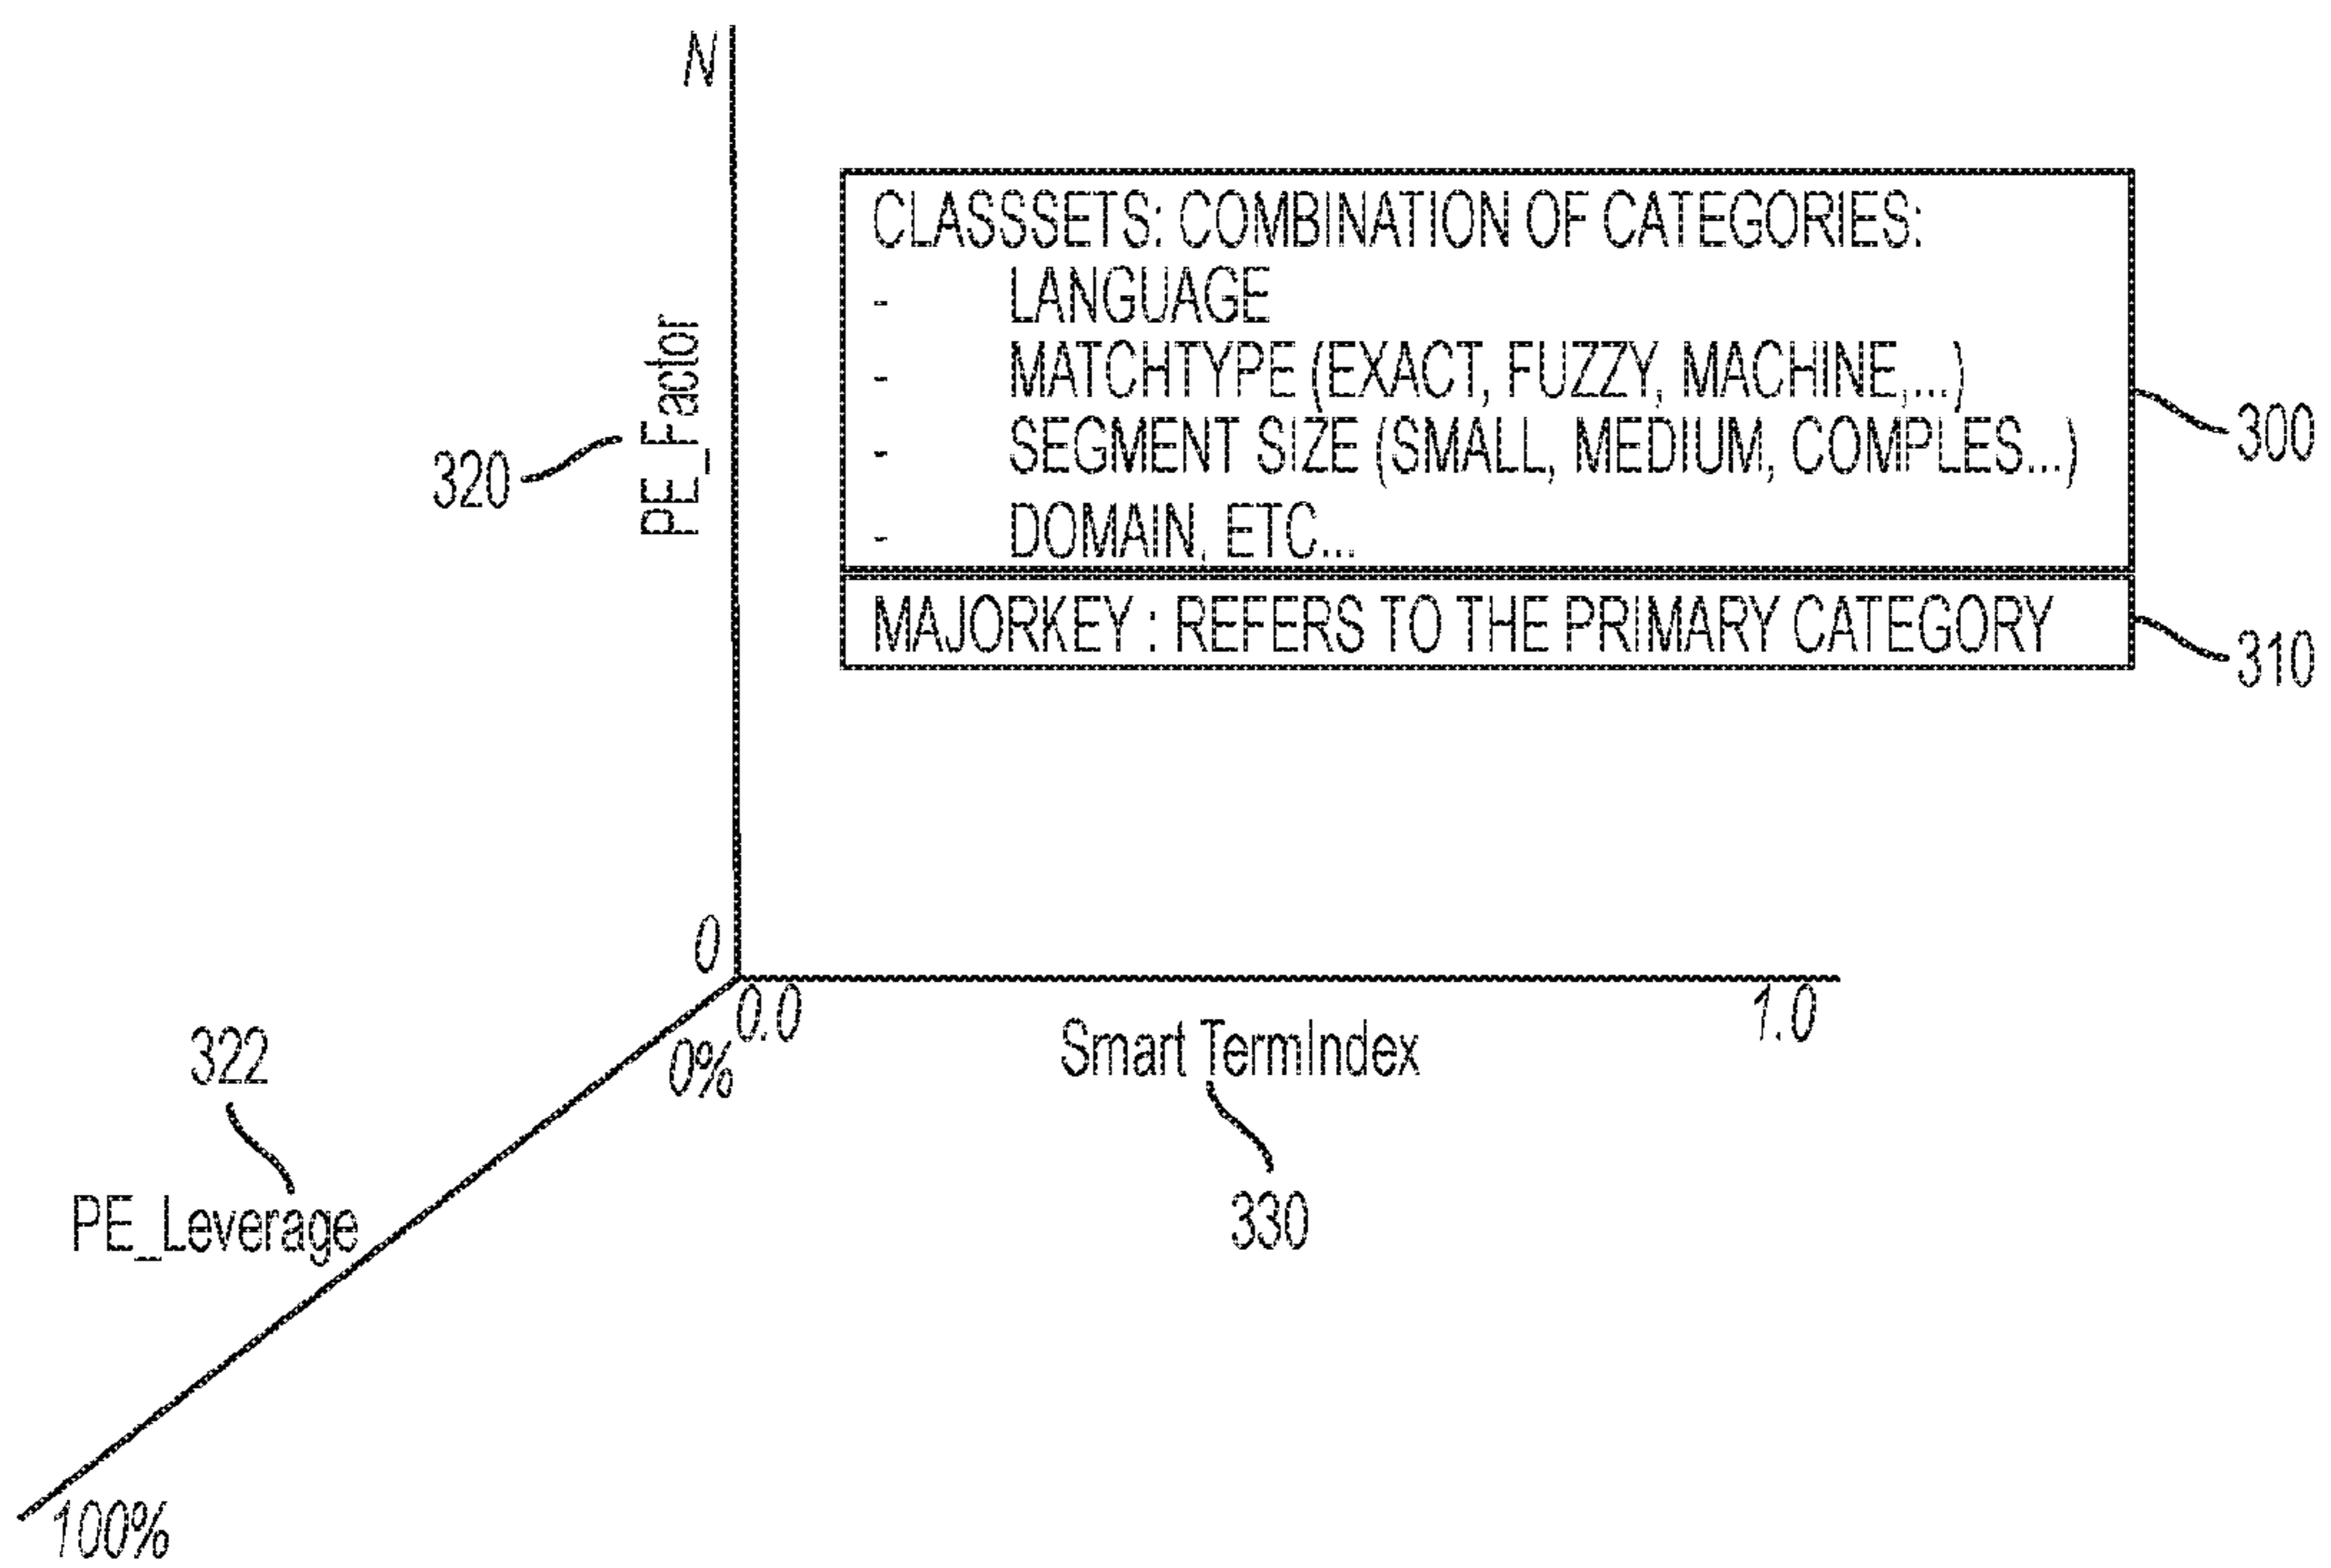 N
CLASSSETS: COMBINATION OF CATEGORIES:
- LANGUAGE
- MATCHTYPE (EXACT, FUZZY, MACHINE,...)
- SEGMENT SIZE (SMALL, MEDIUM, COMPLES...)
- DOMAIN, ETC...
300
MAJORKEY : REFERS TO THE PRIMARY CATEGORY
310
PE_Factor
320
0
0.0
1.0
Smart TermIndex
330
0%
322
PE_Leverage
100%